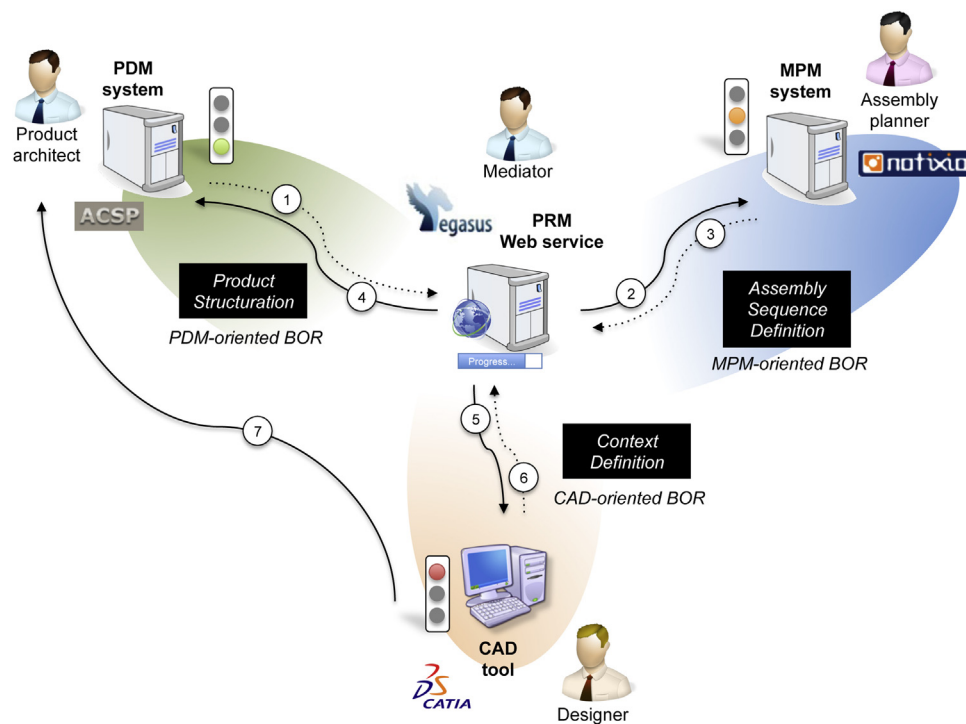 PDM
system
Product
architect
ACSP
1
4
Product
Structuration
PDM-oriented BOR
Mediator
egasus
PRM
Web service
Progress...
MPM
system
Assembly
planner
notixia
2
3
Assembly
Sequence
Definition
MPM-oriented BOR
5
6
7
Context
Definition
CAD-oriented BOR
CAD
tool
DS
CATIA
Designer